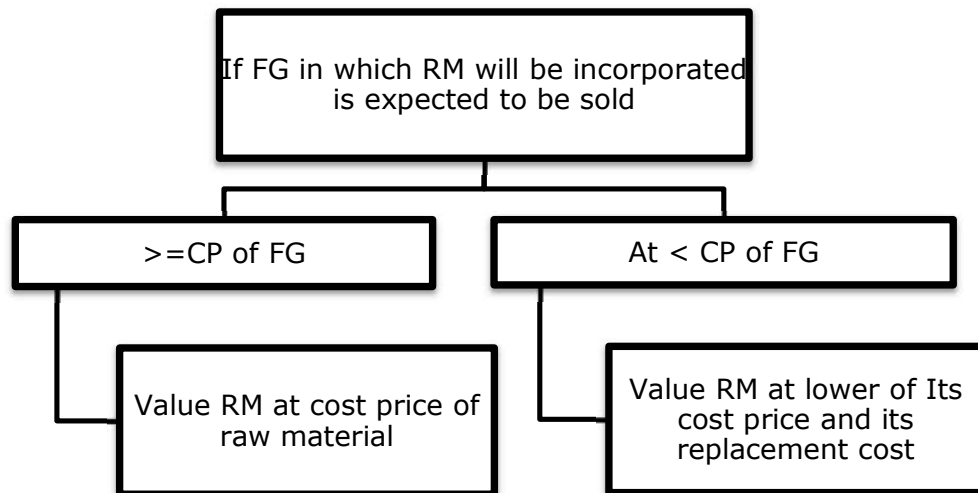 If FG in which RM will be incorporated
is expected to be sold
>=CP of FG
At < CP of FG
Value RM at cost price of
raw material
Value RM at lower of Its
cost price and its
replacement cost